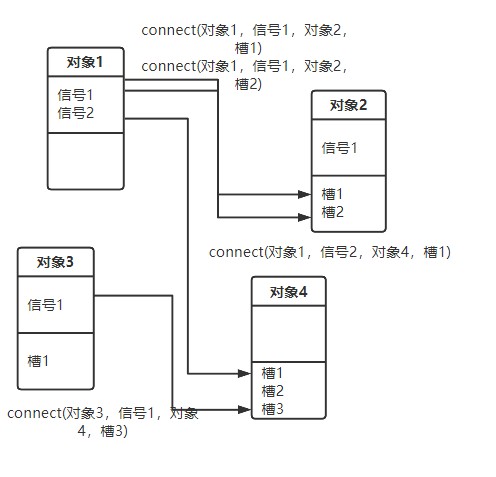 connect(对象1，信号1，对象2，
槽1)
connect(对象1，信号1，对象2，
槽2)
对象1
信号1
信号2
对象2
信号1
槽1
槽2
connect(对象1，信号2，对象4，槽1)
对象3
信号1
槽1
对象4
槽1
槽2
槽3
connect(对象3，信号1，对象
4，槽3)